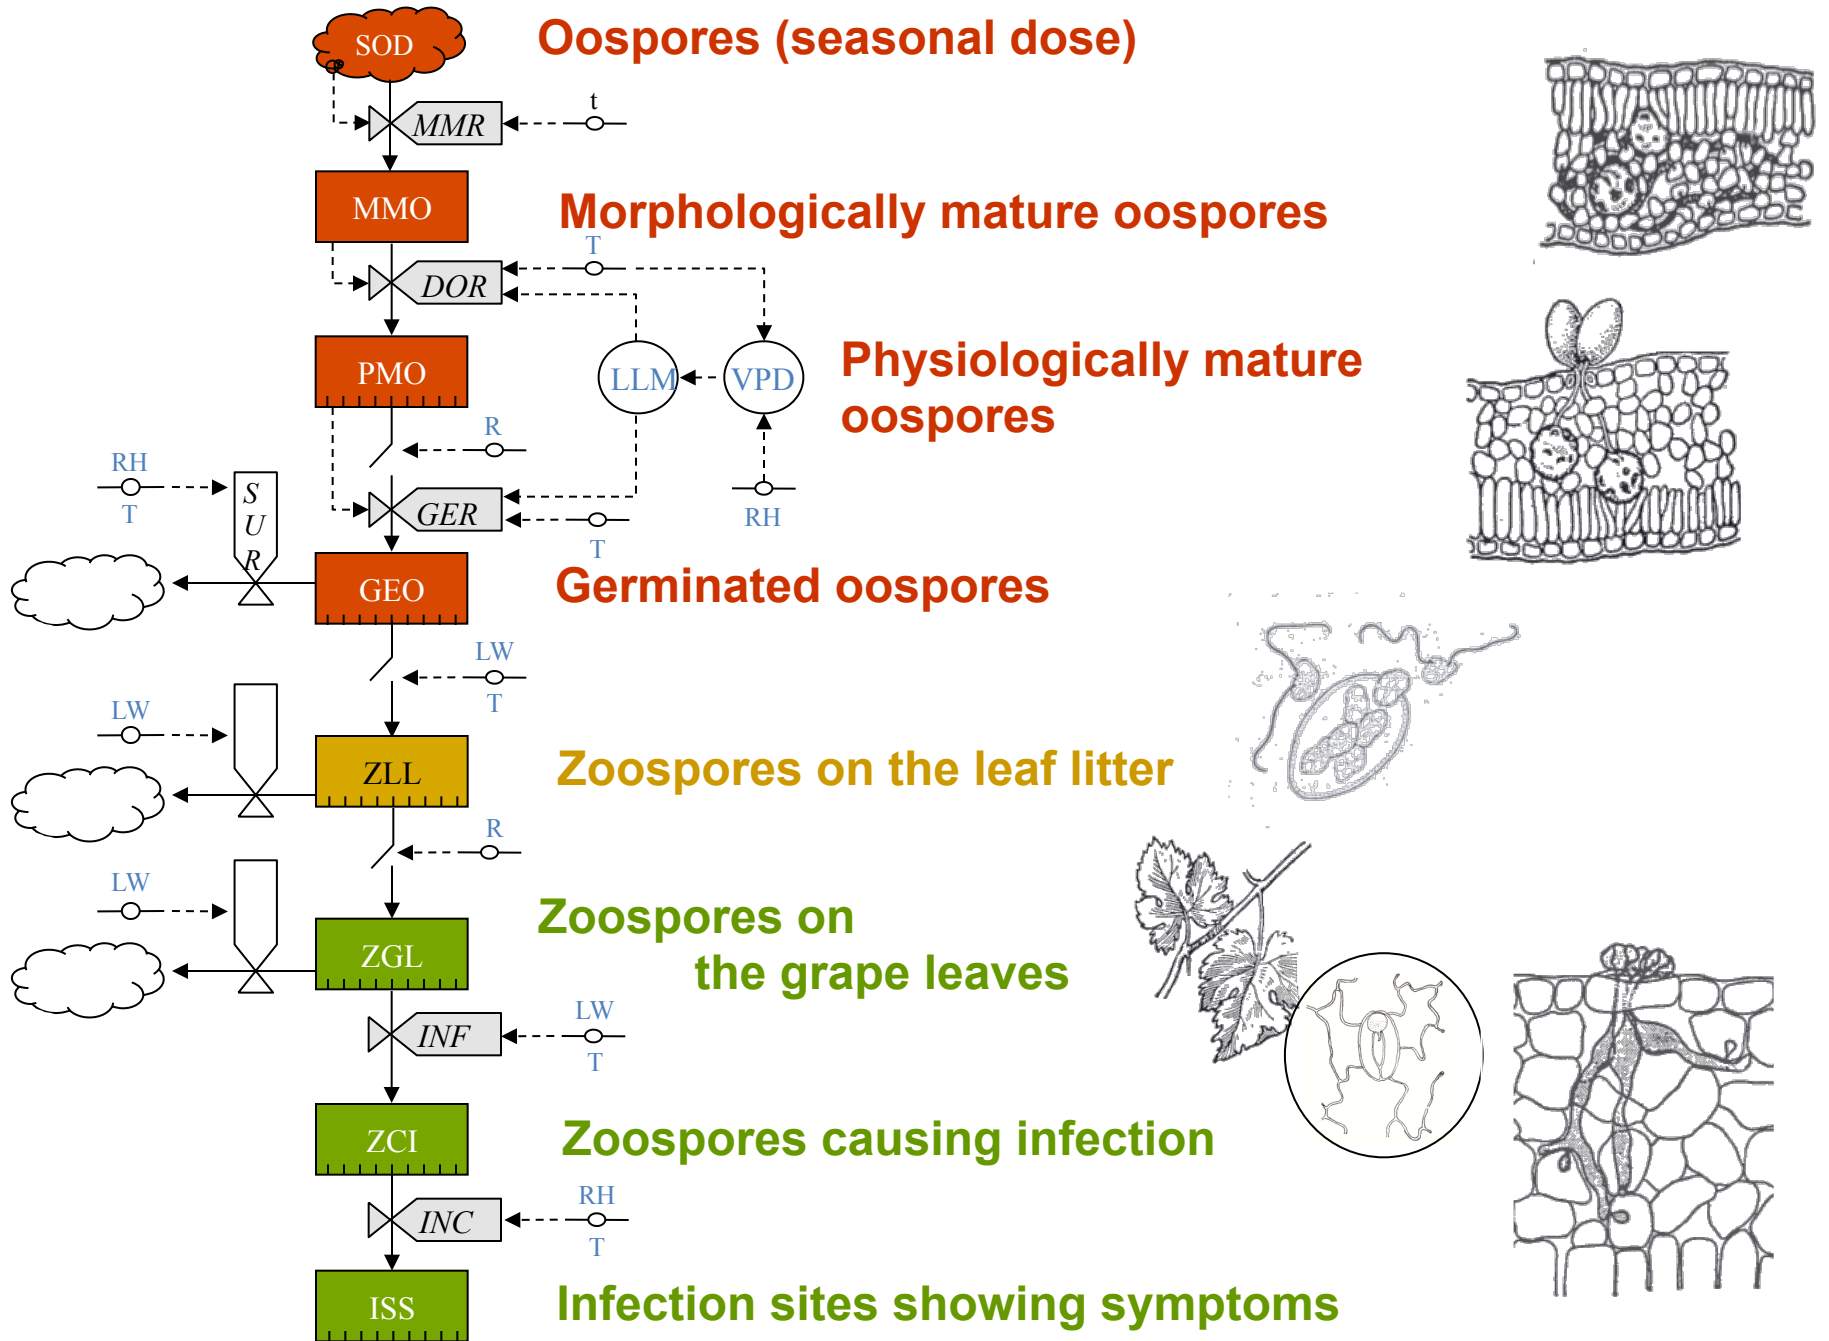 SOD
Oospores (seasonal dose)
t
MMR
MMO
Morphologically mature oospores
T
DOR
PMO
LLM
VPD
Physiologically mature
oospores
R
RH
T
S
U
R
GER
T
RH
GEO
Germinated oospores
LW
T
LW
ZLL
Zoospores on the leaf litter
R
LW
ZGL
Zoospores on
the grape leaves
INF
LW
T
ZCI
Zoospores causing infection
RH
INC
T
ISS
Infection sites showing symptoms